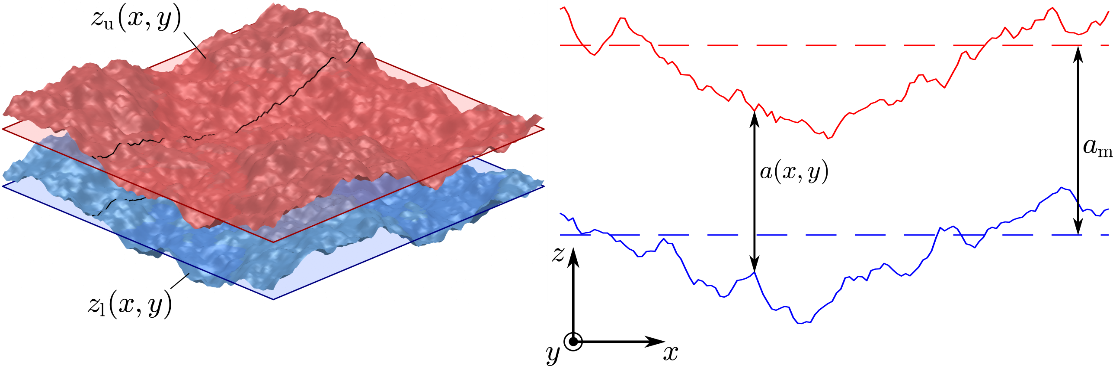 z_u(x, y)
z_l(x, y)
a(x, y)
a_m
z
y
x